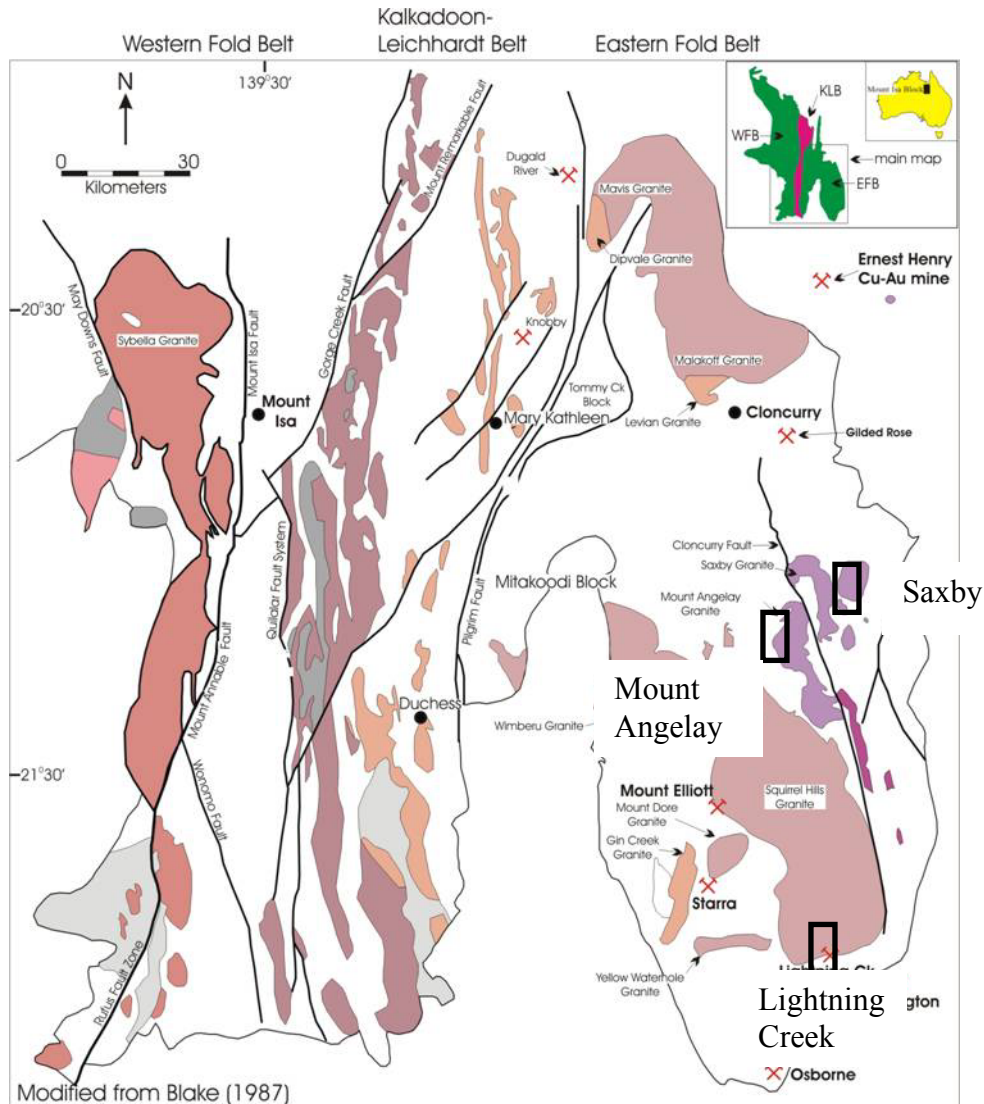 Western Fold Belt
Kalkadoon-
Leichhardt Belt
Eastern Fold Belt
139°30'
N
0 30
Kilometers
20°30'
21°30'
KLB
WFB
EFB
main map
Mount Isa Block
May Downs Fault
Sybella Granite
Mount Isa Fault
Mount
Isa
Gorge Creek Fault
Mount Remarkable Fault
Dugald
River
Mavis Granite
Dipvale Granite
Ernest Henry
Cu-Au mine
Knobby
Tommy Ck
Block
Malakoff Granite
Levian Granite
Mary Kathleen
Cloncurry
Gilded Rose
Quilalar Fault System
Pilgrim Fault
Mitakoodi Block
Cloncurry Fault
Saxby Granite
Mount Angelay
Granite
Saxby
Mount
Angelay
Mount Annable Fault
Wonomo Fault
Duchess
Wimberu Granite
Squirrel Hills
Granite
Mount Elliott
Mount Dore
Granite
Gin Creek
Granite
Starra
Rufus Fault Zone
Yellow Waterhole
Granite
Lightning
Creek
Osborne
Modified from Blake (1987)